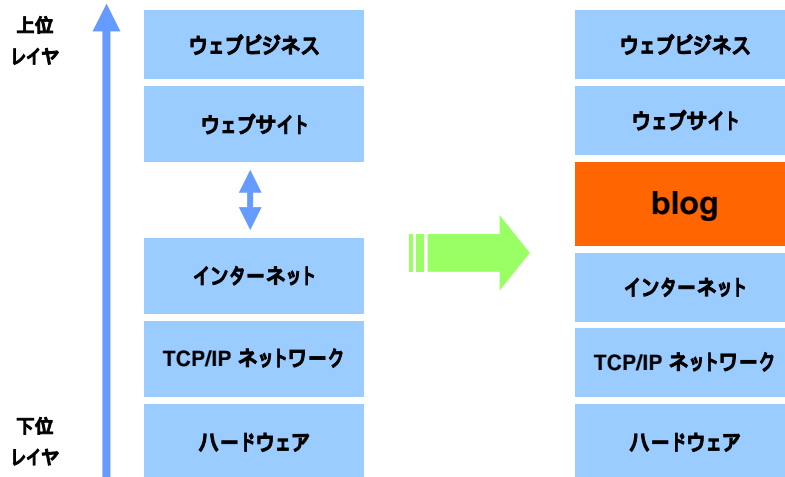 上位
レイヤ
ウェブビジネス
ウェブサイト
インターネット
TCP/IP ネットワーク
ハードウェア
下位
レイヤ
ウェブビジネス
ウェブサイト
blog
インターネット
TCP/IP ネットワーク
ハードウェア